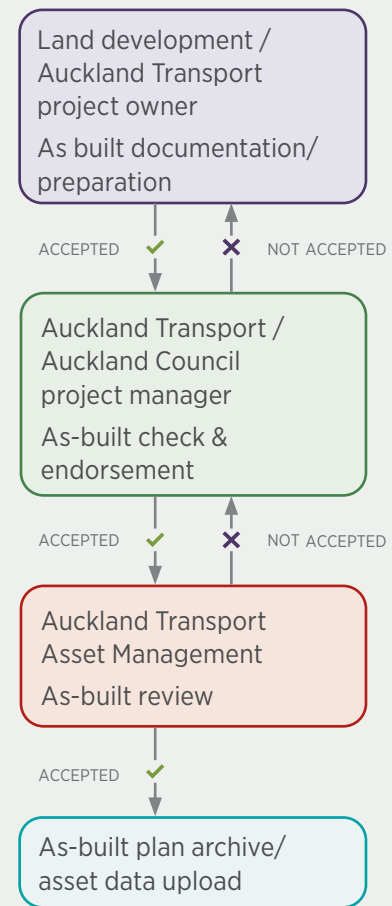 Land development /
Auckland Transport
project owner
As built documentation/
preparation
ACCEPTED
NOT ACCEPTED
Auckland Transport /
Auckland Council
project manager
As-built check &
endorsement
ACCEPTED
NOT ACCEPTED
Auckland Transport
Asset Management
As-built review
ACCEPTED
As-built plan archive/
asset data upload